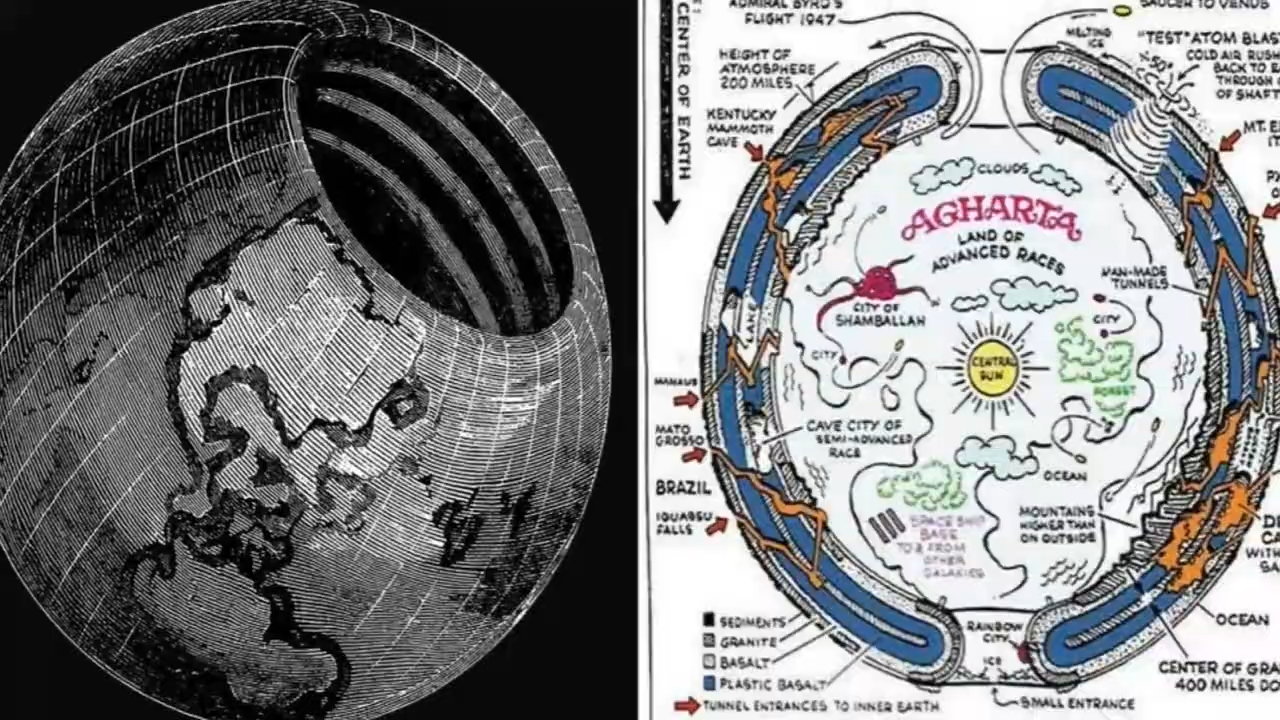 CENTER OF EARTH
ADMIRAL BYRD'S
FLIGHT 1947
SAUCER TO VENUS
MELTING
ICE
"TEST" ATOM BLAS
COLD AIR RUSH
BACK TO EA
THROUGH
OF SHAFT
-50°
HEIGHT OF
ATMOSPHERE
200 MILES
KENTUCKY
MAMMOTH
CAVE
MT. E
CLOUDS
AGHARTA
LAND OF
ADVANCED RACES
MAN-MADE
TUNNELS
CITY OF
SHAMBALLAH
LAKE
CITY
CITY
CENTRAL
SUN
FOREST
MANAUS
MATO
GROSSO
CAVE CITY OF
SEMI-ADVANCED
RACE
OCEAN
BRAZIL
IGUASSU
FALLS
SPACE SHIP
BASE
TO & FROM
OTHER
GALAXIES
MOUNTAINS
HIGHER THAN
ON OUTSIDE
SEDIMENTS
GRANITE
BASALT
PLASTIC BASALT
TUNNEL ENTRANCES TO INNER EARTH
RAINBOW
CITY
ICE
SMALL ENTRANCE
OCEAN
CENTER OF GRA
400 MILES DO